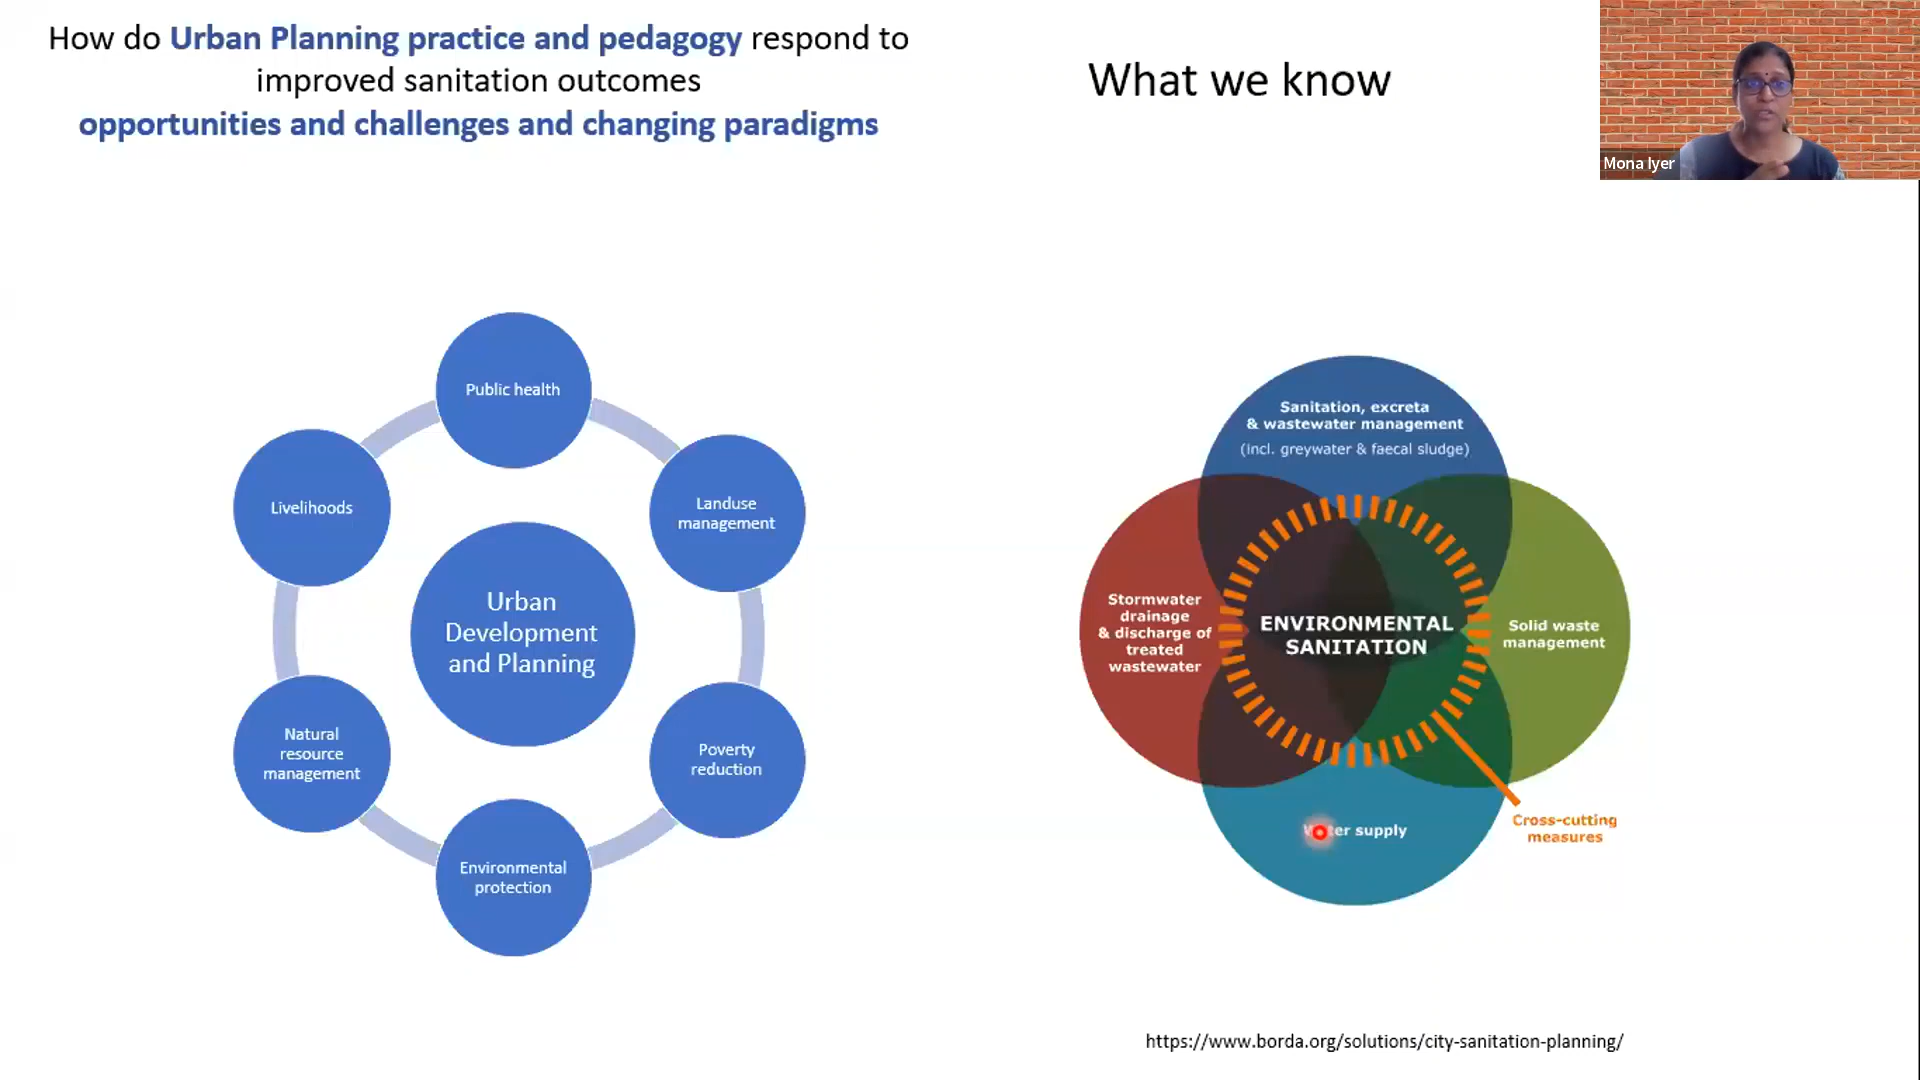 How do Urban Planning practice and pedagogy respond to
improved sanitation outcomes
opportunities and challenges and changing paradigms
What we know
Mona Iyer
Public health
Landuse
management
Poverty
reduction
Environmental
protection
Natural
resource
management
Livelihoods
Urban
Development
and Planning
Sanitation, excreta
& wastewater management
(incl. greywater & faecal sludge)
Stormwater
drainage
& discharge of
treated
wastewater
ENVIRONMENTAL
SANITATION
Solid waste
management
supply
Cross-cutting
measures
https://www.borda.org/solutions/city-sanitation-planning/